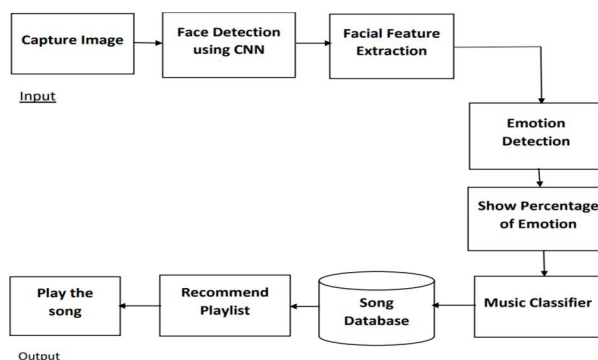 Capture Image
Face Detection
using CNN
Facial Feature
Extraction
Input
Emotion
Detection
Show Percentage
of Emotion
Music Classifier
Song
Database
Recommend
Playlist
Play the
song
Output